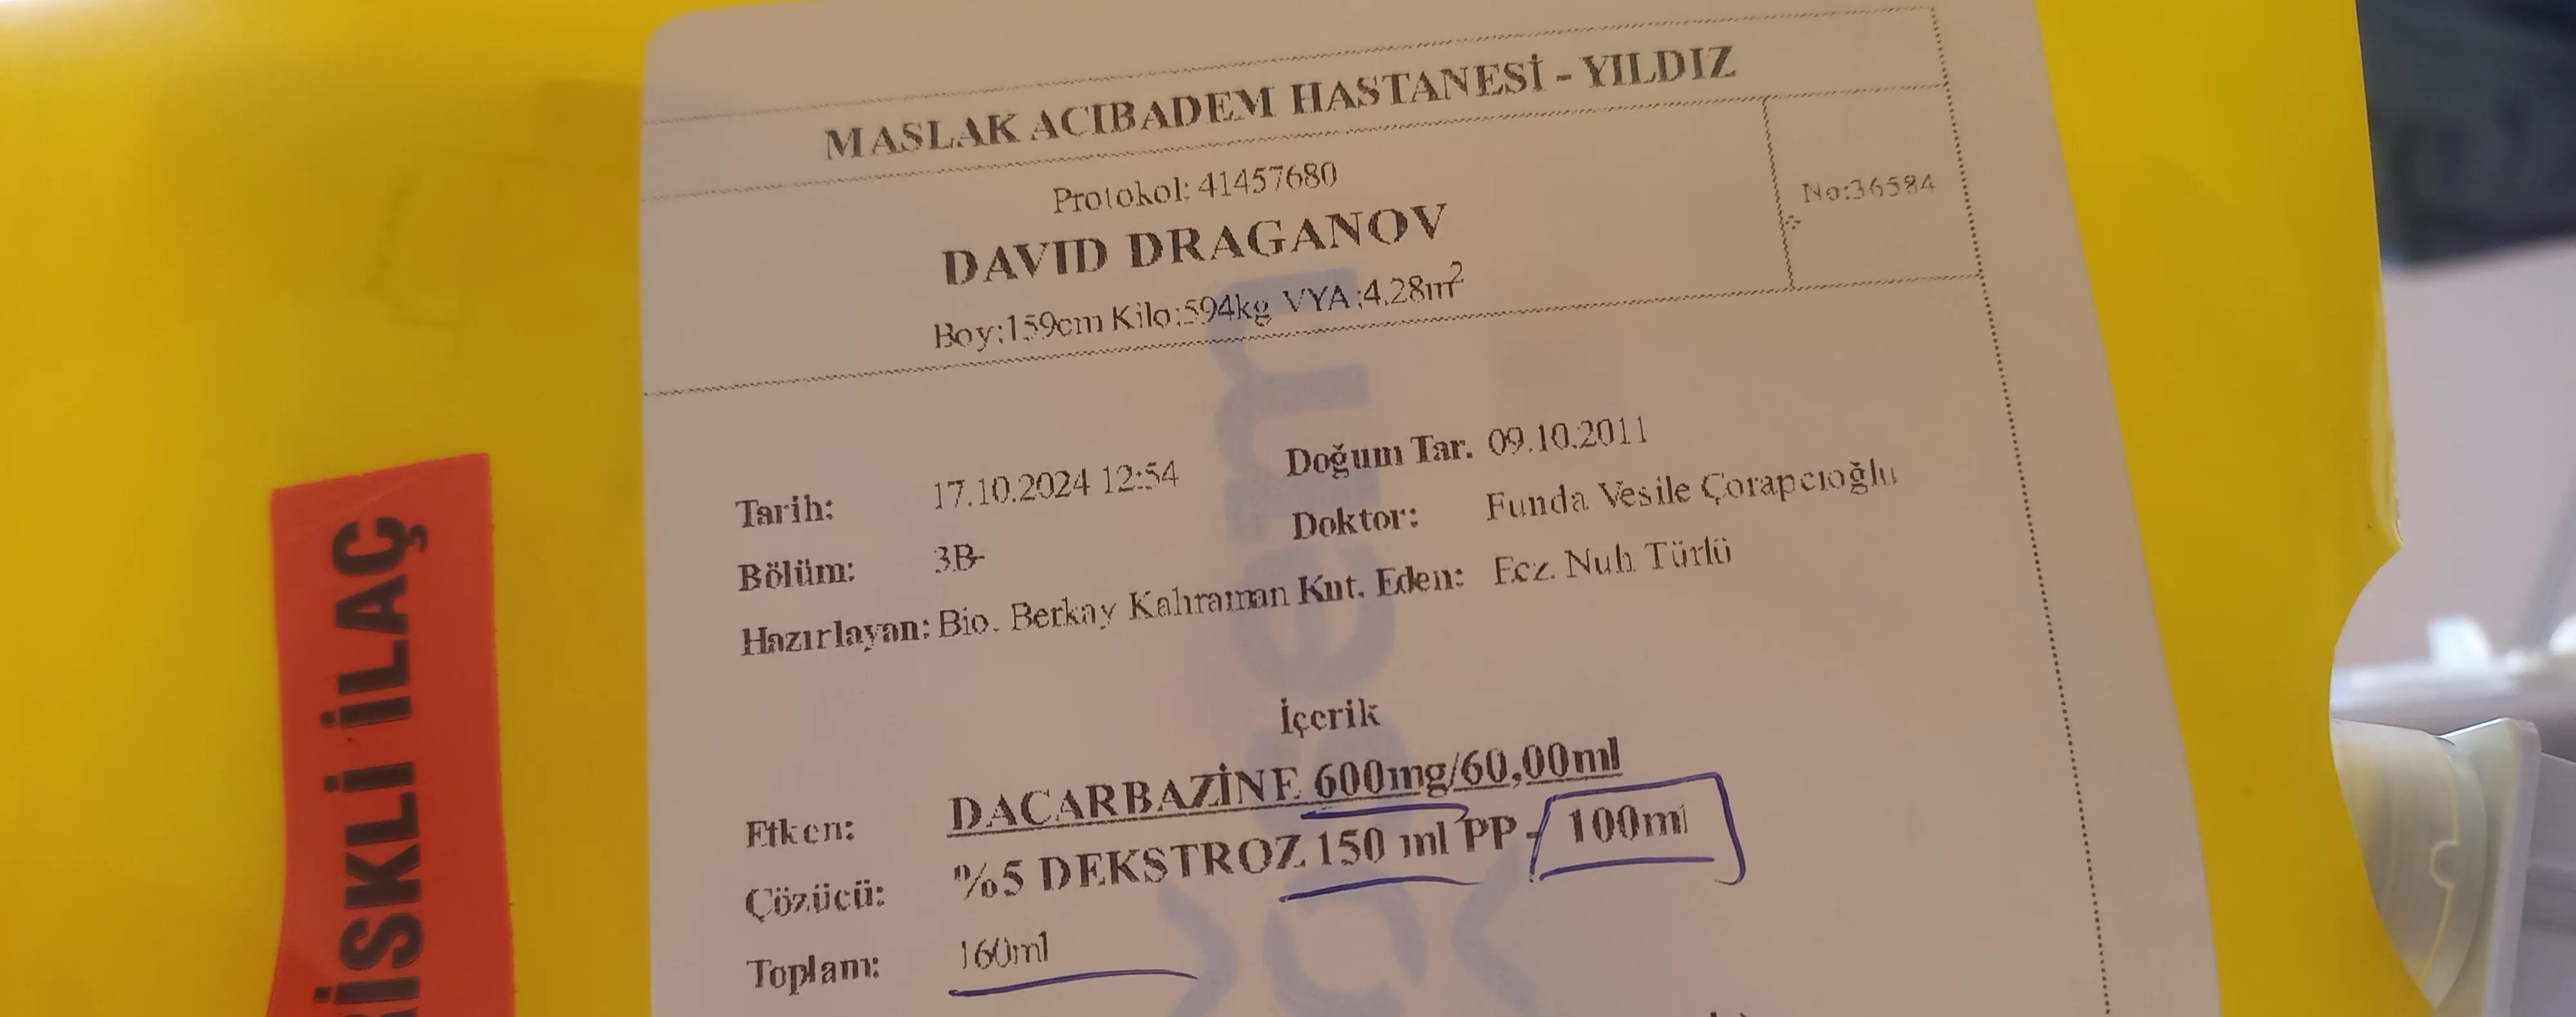 MASLAK ACIBADEM HASTANESİ - YILDIZ
Protokol: 41457680
No:36584
DAVID DRAGANOV
Boy:159cm Kilo:594kg VYA:4.28m²
Tarih: 17.10.2024 12:54 Doğum Tar. 09.10.2011
Bölüm: 3B- Doktor: Funda Vesile Çorapcıoğlu
Hazırlayan: Bio. Berkay Kahraman Knt. Eden: Ecz. Nuh Türlü
İçerik
Etken: DACARBAZİNE 600mg/60,00ml
Çözücü: %5 DEKSTROZ 150 ml PP - 100ml
Toplam: 160ml
RİSKLİ İLAÇ